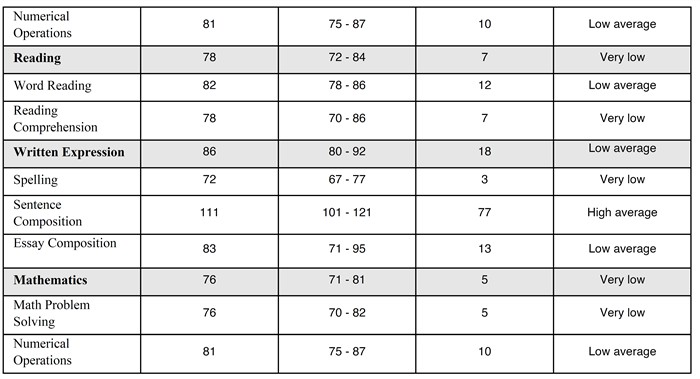 Numerical Operations 81 75 - 87 10 Low average
Reading 78 72 - 84 7 Very low
Word Reading 82 78 - 86 12 Low average
Reading Comprehension 78 70 - 86 7 Very low
Written Expression 86 80 - 92 18 Low average
Spelling 72 67 - 77 3 Very low
Sentence Composition 111 101 - 121 77 High average
Essay Composition 83 71 - 95 13 Low average
Mathematics 76 71 - 81 5 Very low
Math Problem Solving 76 70 - 82 5 Very low
Numerical Operations 81 75 - 87 10 Low average